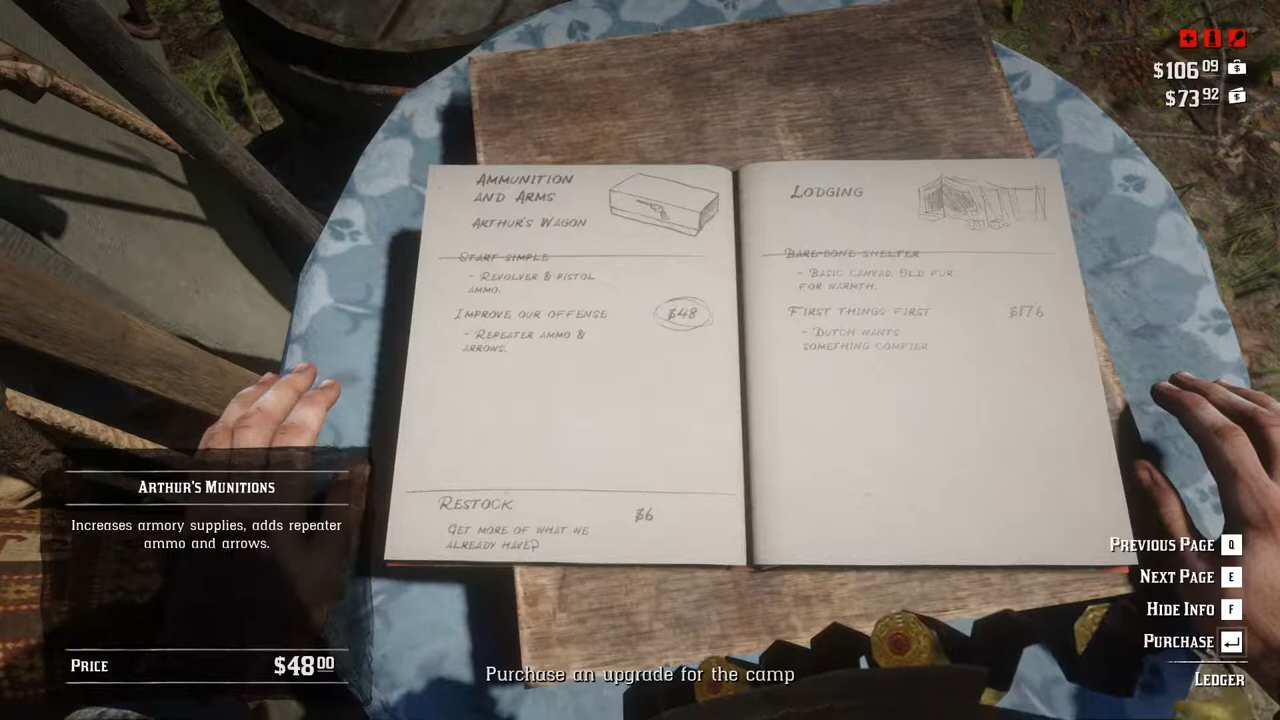 $106 09
$73 92
AMMUNITION
AND ARMS
ARTHUR'S WAGON
START SIMPLE
- REVOLVER & PISTOL
AMMO.
IMPROVE OUR OFFENSE
$48
- REPEATER AMMO &
ARROWS.
RESTOCK
$6
GET MORE OF WHAT WE
ALREADY HAVE?
LODGING
BARE-BONE SHELTER
- BASIC CANVAS. OLD FUR
FOR WARMTH.
FIRST THINGS FIRST
$176
- DUTCH WANTS
SOMETHING COMFIER
ARTHUR'S MUNITIONS
Increases armory supplies, adds repeater
ammo and arrows.
PRICE $48 00
Purchase an upgrade for the camp
PREVIOUS PAGE Q
NEXT PAGE E
HIDE INFO F
PURCHASE
LEDGER